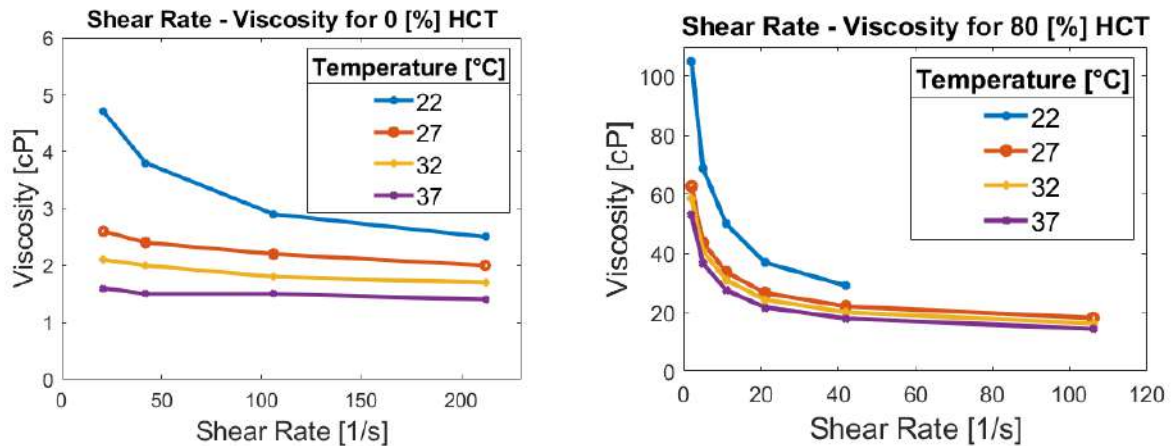 Shear Rate - Viscosity for 0 [%] HCT
6
5
4
3
2
1
0
Viscosity [cP]
0 50 100 150 200
Shear Rate [1/s]
Temperature [°C]
22
27
32
37
Shear Rate - Viscosity for 80 [%] HCT
100
80
60
40
20
0
Viscosity [cP]
0 20 40 60 80 100 120
Shear Rate [1/s]
Temperature [°C]
22
27
32
37